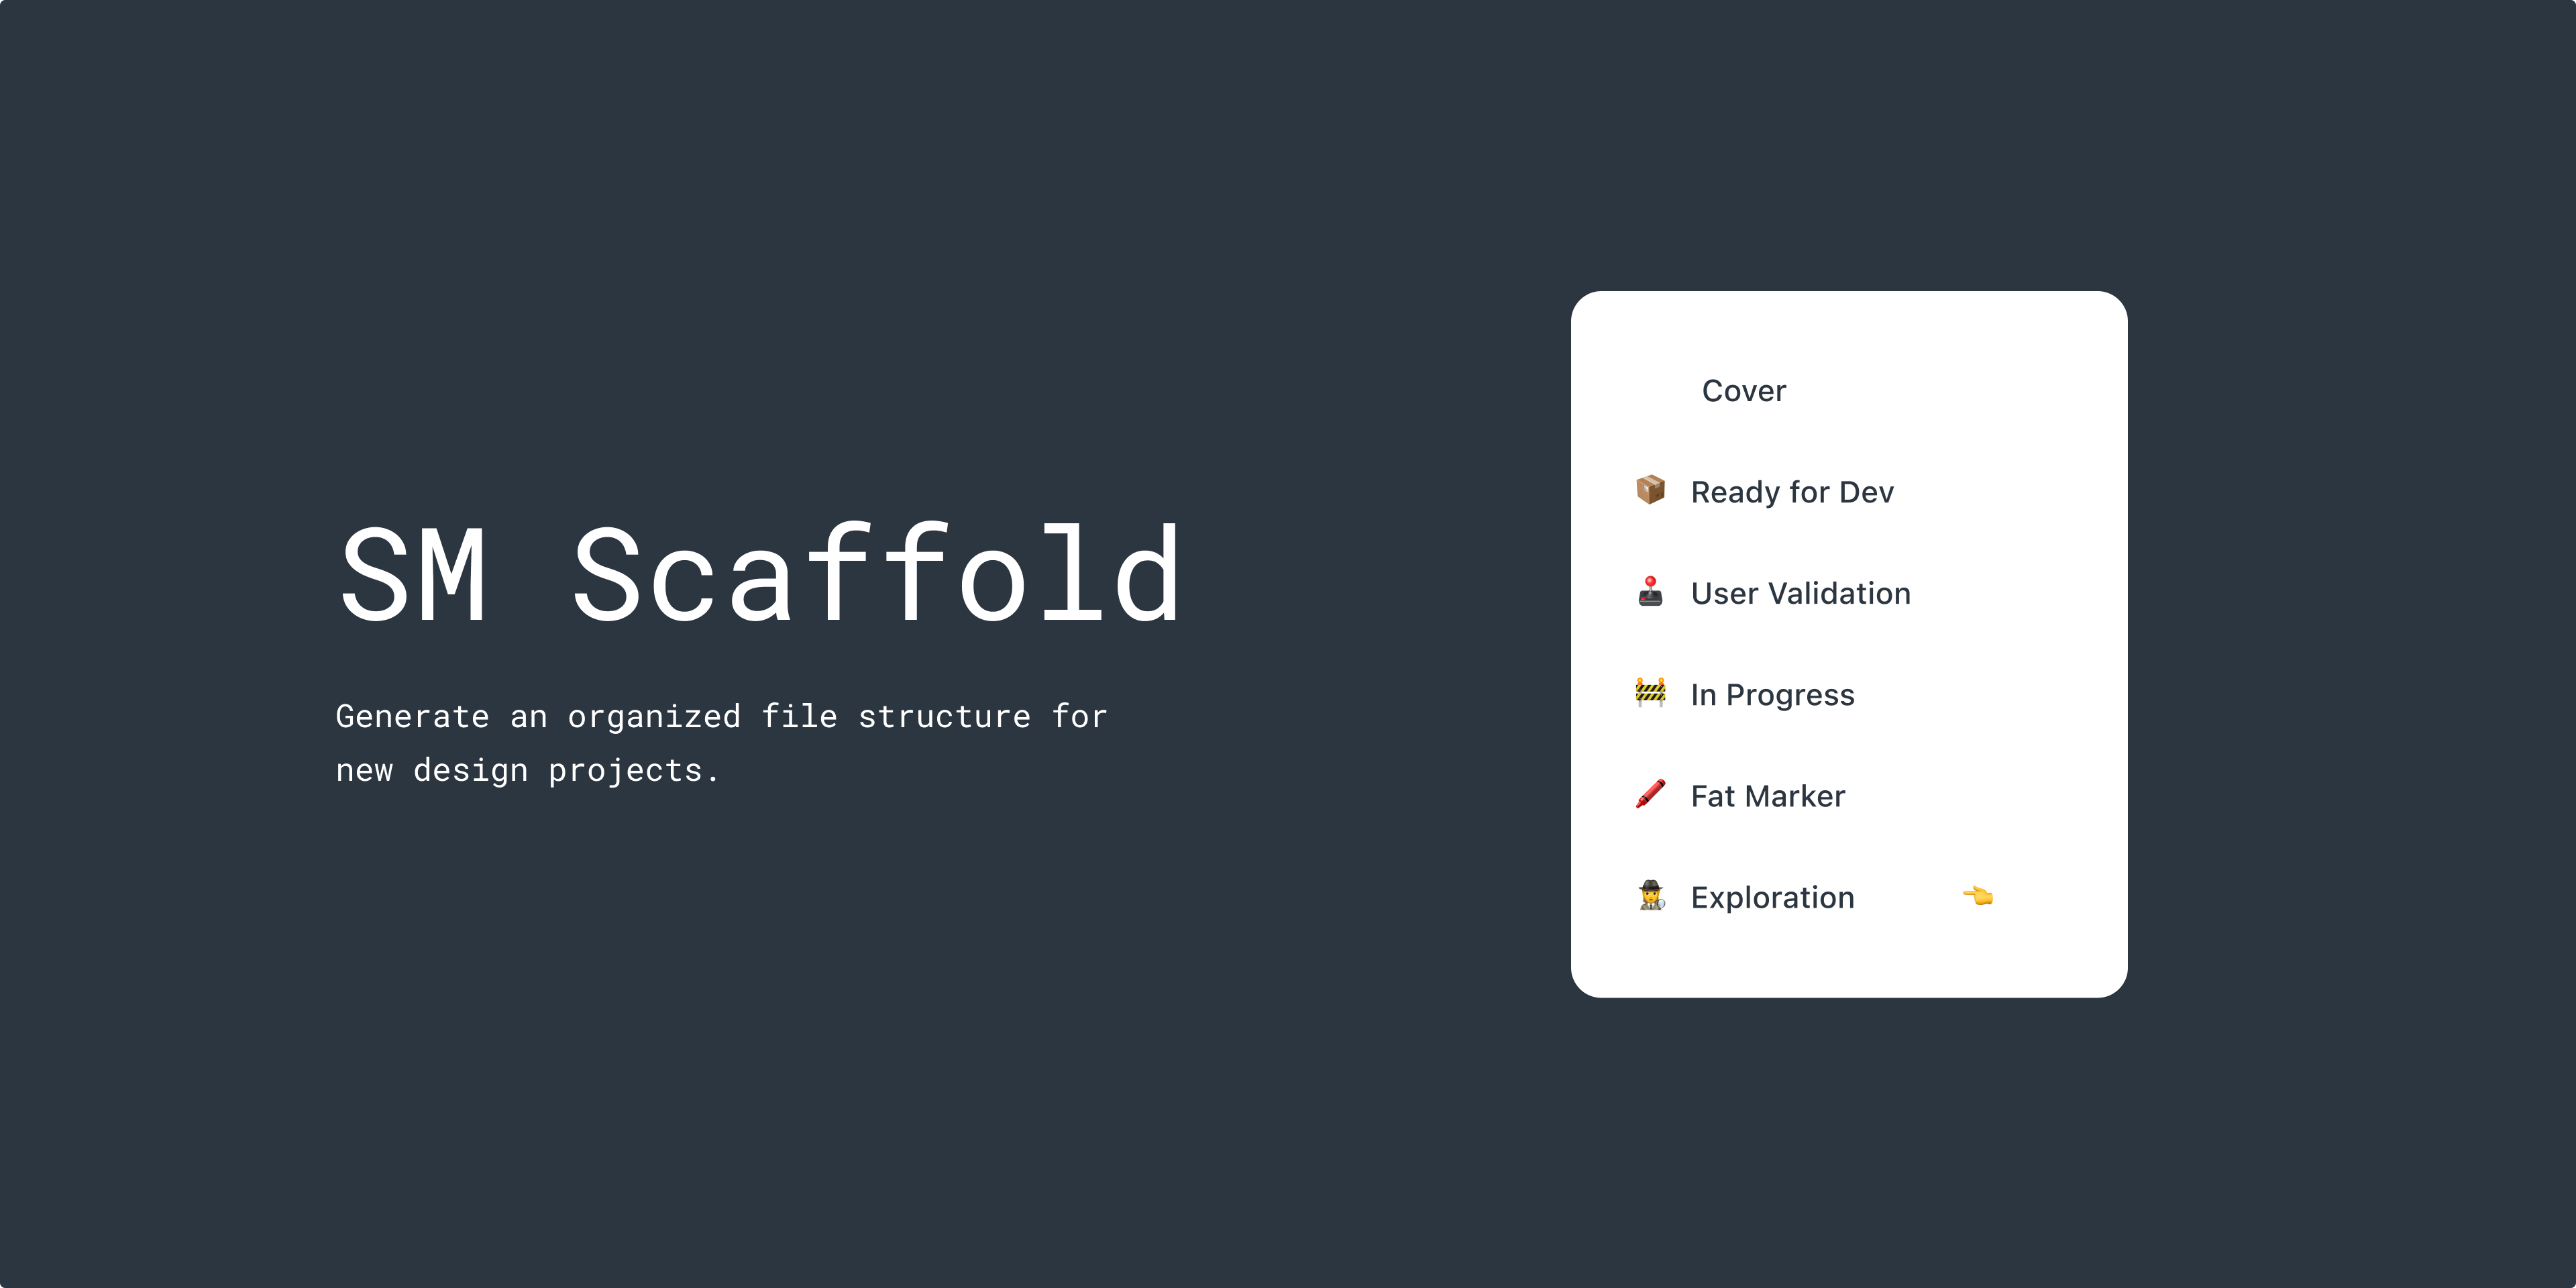 SM Scaffold
Generate an organized file structure for
new design projects.
Cover
📦 Ready for Dev
🕹️ User Validation
🚧 In Progress
🖍️ Fat Marker
🕵️ Exploration 👈